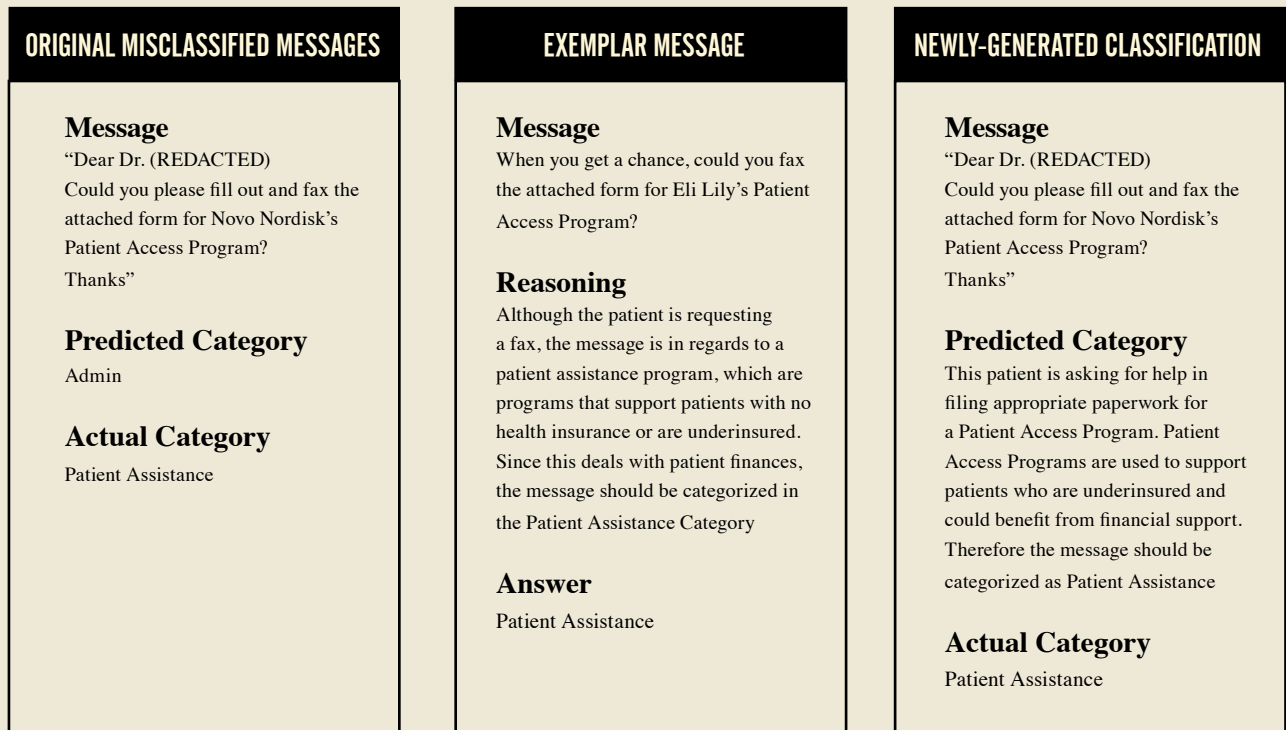 ORIGINAL MISCLASSIFIED MESSAGES
Message
“Dear Dr. (REDACTED)
Could you please fill out and fax the
attached form for Novo Nordisk’s
Patient Access Program?
Thanks”
Predicted Category
Admin
Actual Category
Patient Assistance
EXEMPLAR MESSAGE
Message
When you get a chance, could you fax
the attached form for Eli Lily’s Patient
Access Program?
Reasoning
Although the patient is requesting
a fax, the message is in regards to a
patient assistance program, which are
programs that support patients with no
health insurance or are underinsured.
Since this deals with patient finances,
the message should be categorized in
the Patient Assistance Category
Answer
Patient Assistance
NEWLY-GENERATED CLASSIFICATION
Message
“Dear Dr. (REDACTED)
Could you please fill out and fax the
attached form for Novo Nordisk’s
Patient Access Program?
Thanks”
Predicted Category
This patient is asking for help in
filing appropriate paperwork for
a Patient Access Program. Patient
Access Programs are used to support
patients who are underinsured and
could benefit from financial support.
Therefore the message should be
categorized as Patient Assistance
Actual Category
Patient Assistance